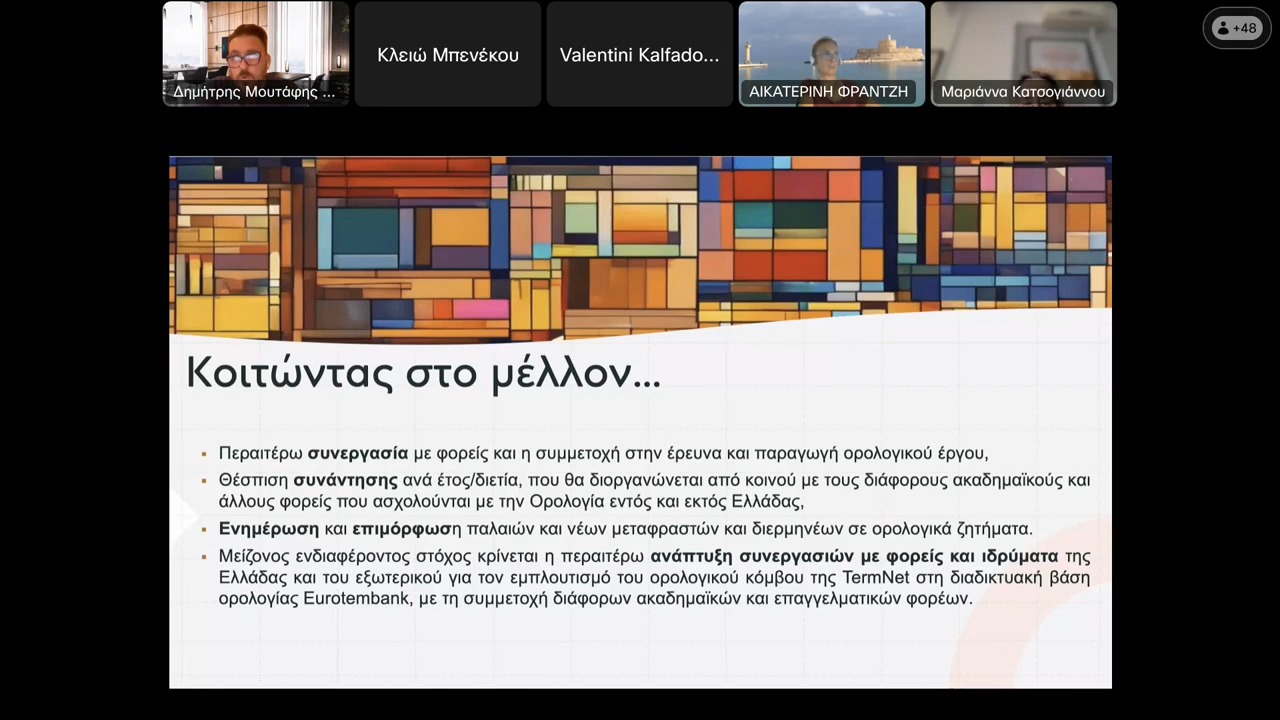 Δημήτρης Μουτάφης ...
Κλειώ Μπενέκου
Valentini Kalfado...
ΑΙΚΑΤΕΡΙΝΗ ΦΡΑΝΤΖΗ
Μαριάννα Κατσογιάννου
+48
Κοιτώντας στο μέλλον...
▪ Περαιτέρω συνεργασία με φορείς και η συμμετοχή στην έρευνα και παραγωγή ορολογικού έργου,
▪ Θέσπιση συνάντησης ανά έτος/διετία, που θα διοργανώνεται από κοινού με τους διάφορους ακαδημαϊκούς και
άλλους φορείς που ασχολούνται με την Ορολογία εντός και εκτός Ελλάδας,
▪ Ενημέρωση και επιμόρφωση παλαιών και νέων μεταφραστών και διερμηνέων σε ορολογικά ζητήματα.
▪ Μείζονος ενδιαφέροντος στόχος κρίνεται η περαιτέρω ανάπτυξη συνεργασιών με φορείς και ιδρύματα της
Ελλάδας και του εξωτερικού για τον εμπλουτισμό του ορολογικού κόμβου της TermNet στη διαδικτυακή βάση
ορολογίας Eurotembank, με τη συμμετοχή διάφορων ακαδημαϊκών και επαγγελματικών φορέων.